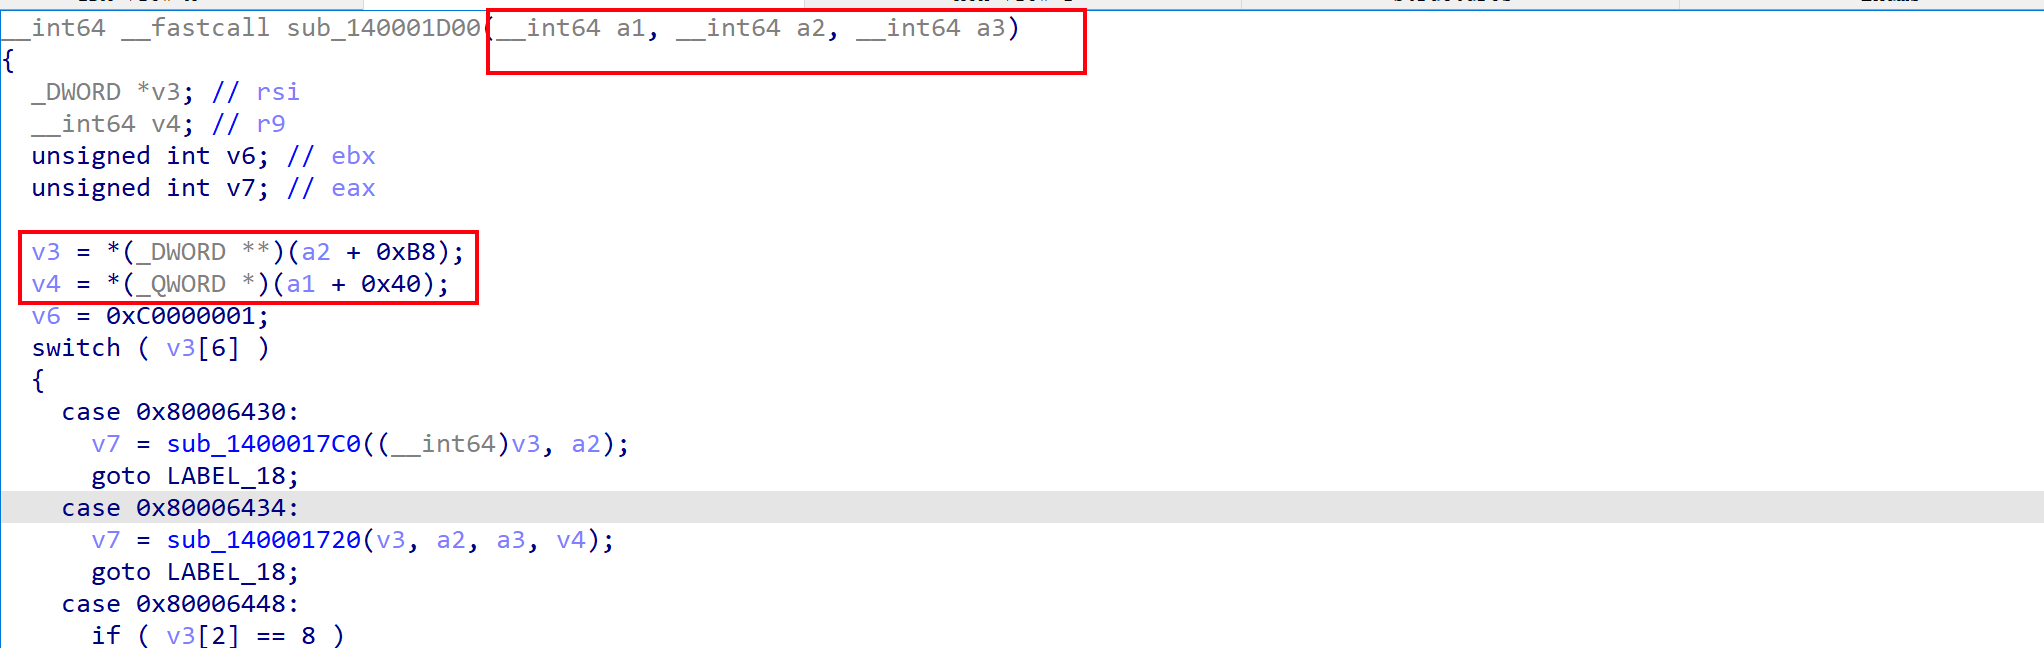 __int64 __fastcall sub_140001D00(__int64 a1, __int64 a2, __int64 a3)
{
  _DWORD *v3; // rsi
  __int64 v4; // r9
  unsigned int v6; // ebx
  unsigned int v7; // eax

  v3 = *(_DWORD **)(a2 + 0xB8);
  v4 = *(_QWORD *)(a1 + 0x40);
  v6 = 0xC0000001;
  switch ( v3[6] )
  {
    case 0x80006430:
      v7 = sub_1400017C0((__int64)v3, a2);
      goto LABEL_18;
    case 0x80006434:
      v7 = sub_140001720(v3, a2, a3, v4);
      goto LABEL_18;
    case 0x80006448:
      if ( v3[2] == 8 )